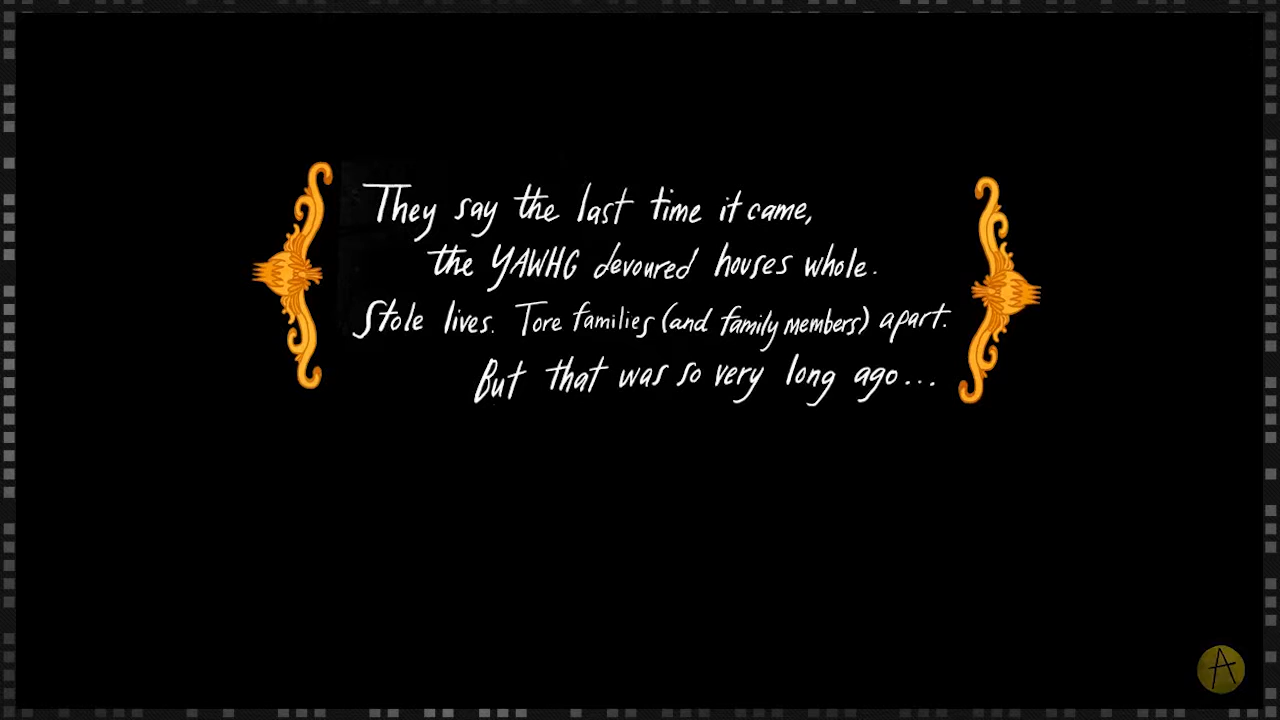 They say the last time it came,
the YAWHG devoured houses whole.
Stole lives. Tore families (and family members) apart.
But that was so very long ago...
A